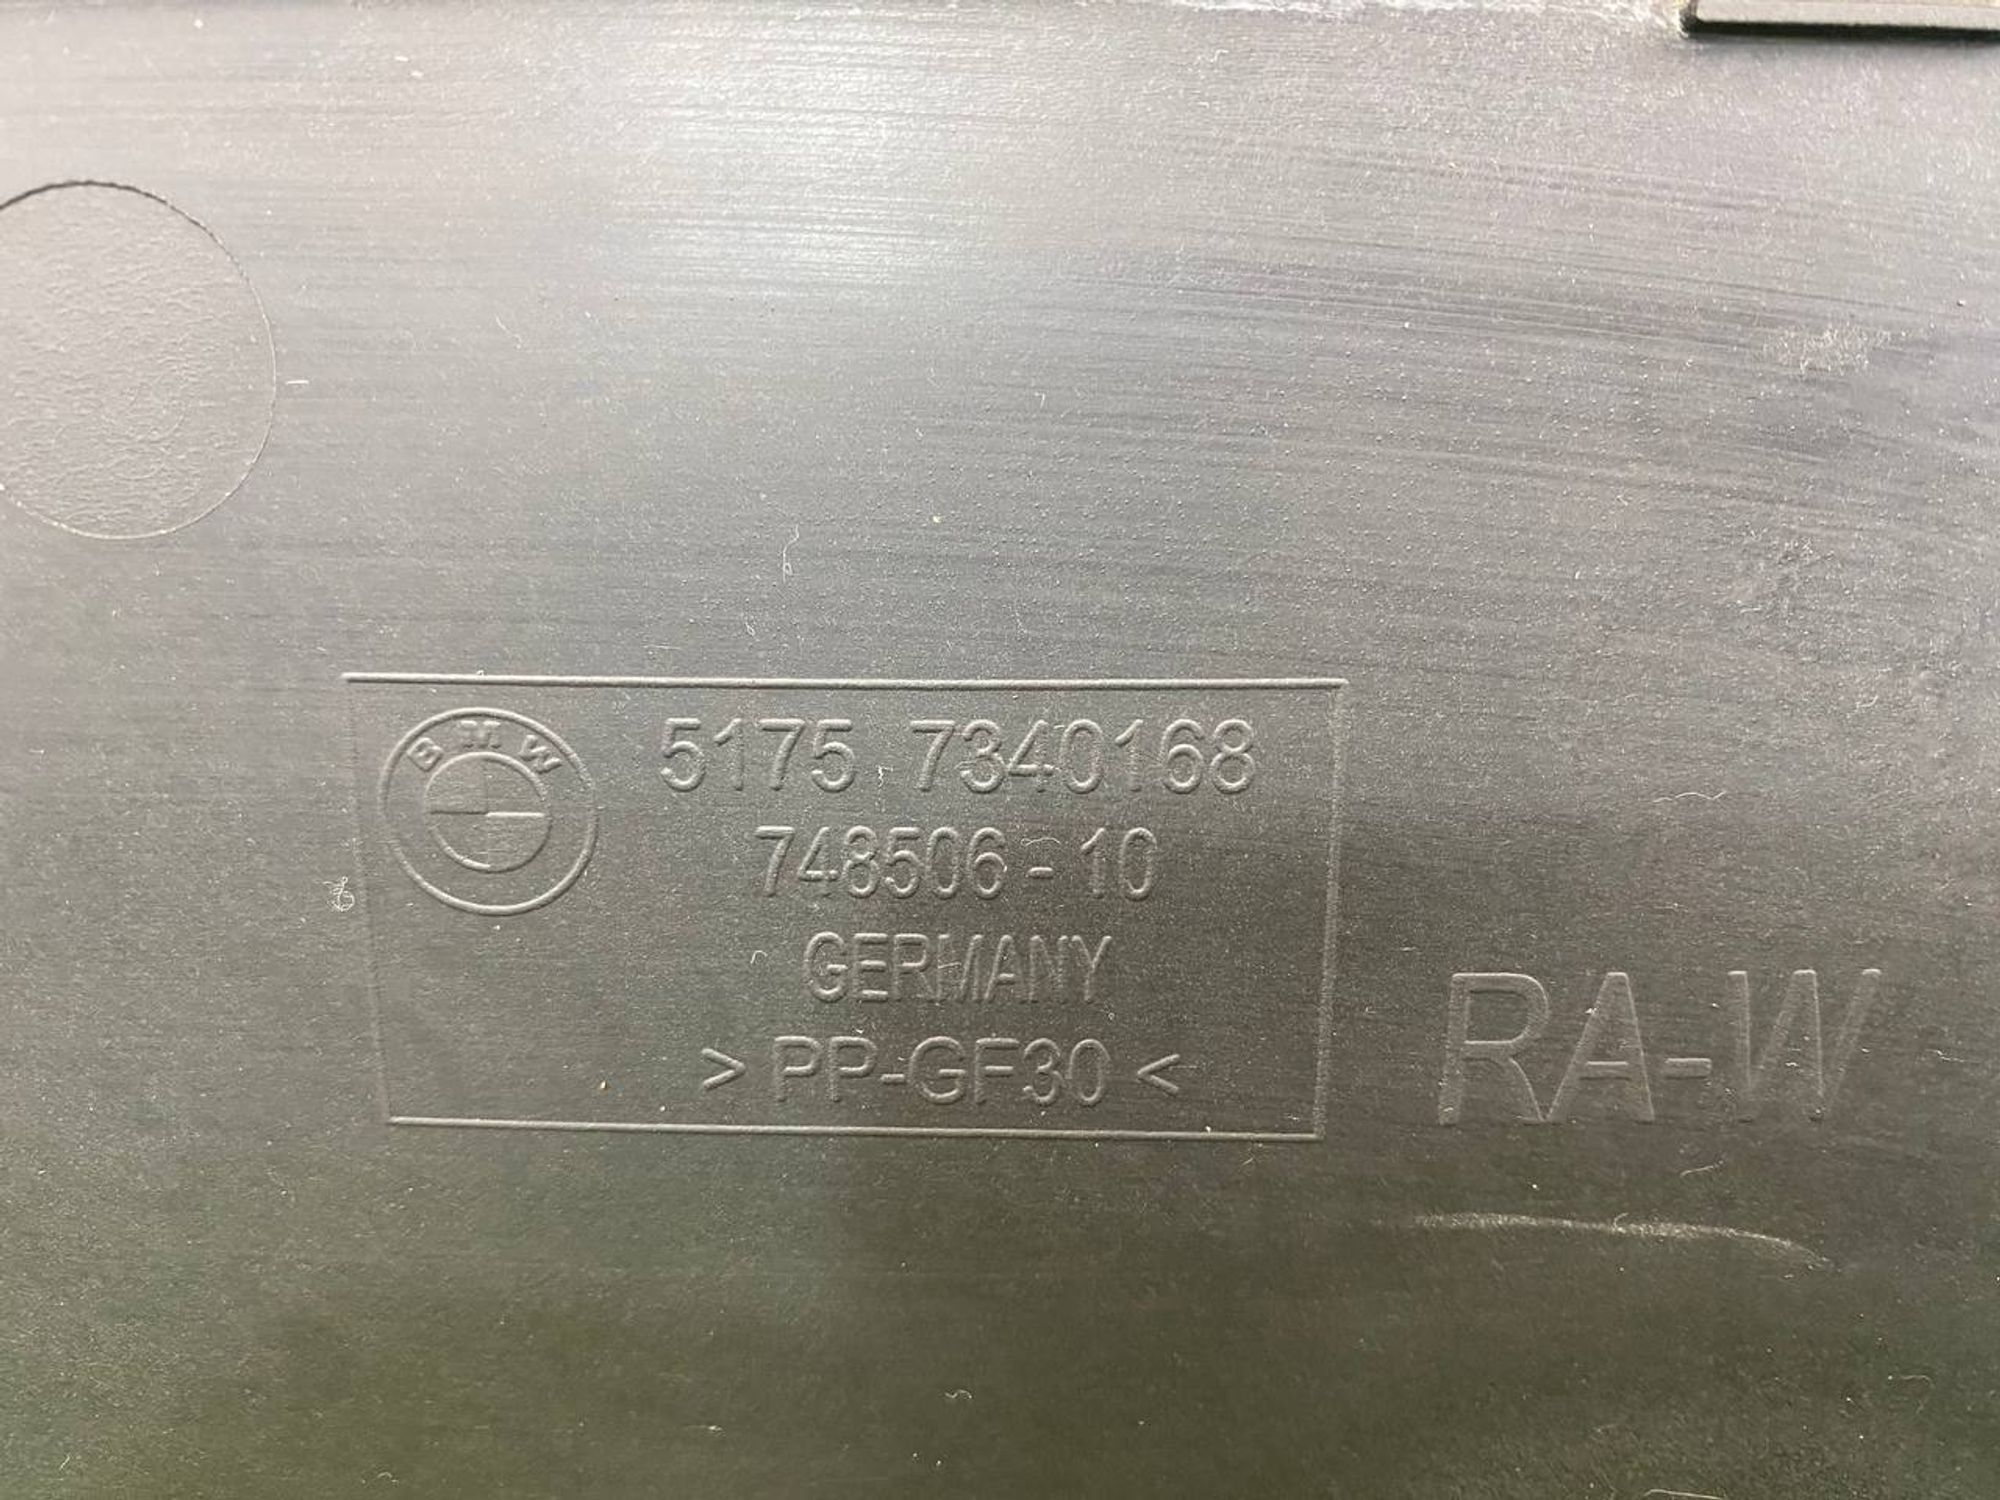 BMW
5175 7340168
748506-10
GERMANY
>PP-GF30<
RA-W